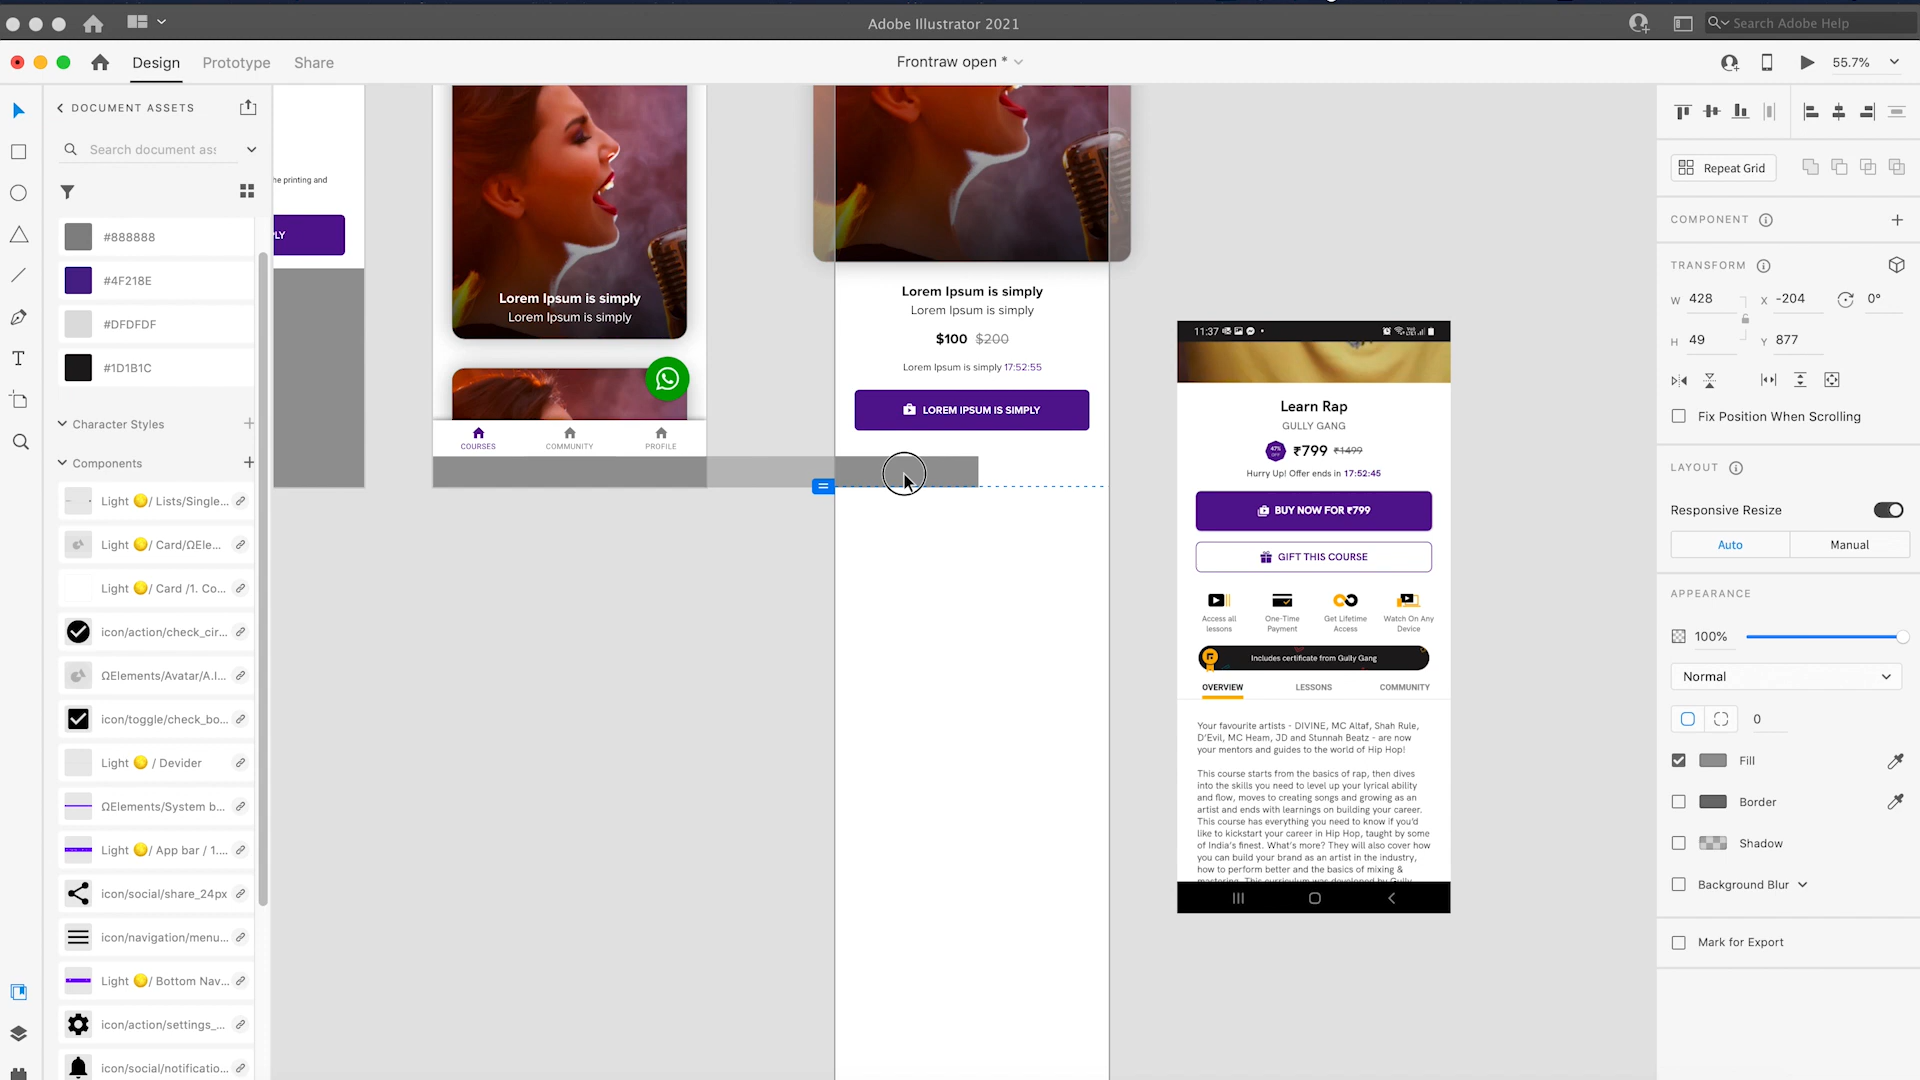 Adobe Illustrator 2021
Search Adobe Help
Design
Prototype
Share
Frontraw open *
55.7%
DOCUMENT ASSETS
#888888
#4F218E
#DFDFDF
#1D1B1C
Character Styles
Components
Light 🟡/ Lists/Single...
Light 🟡/ Card/ΩEle...
Light 🟡/ Card /1. Co...
icon/action/check_cir...
ΩElements/Avatar/A.I...
icon/toggle/check_bo...
Light 🟡 / Devider
ΩElements/System b...
Light 🟡/ App bar / 1....
icon/social/share_24px
icon/navigation/menu...
Light 🟡/ Bottom Nav...
icon/action/settings_...
icon/social/notificatio...
he printing and
LY
Lorem Ipsum is simply
Lorem Ipsum is simply
COURSES
COMMUNITY
PROFILE
Lorem Ipsum is simply
Lorem Ipsum is simply
$100 $200
Lorem Ipsum is simply 17:52:55
LOREM IPSUM IS SIMPLY
11:37
Learn Rap
GULLY GANG
47%
OFF
₹799 ₹1499
Hurry Up! Offer ends in 17:52:45
BUY NOW FOR ₹799
GIFT THIS COURSE
Access all
lessons
One-Time
Payment
Get Lifetime
Access
Watch On Any
Device
Includes certificate from Gully Gang
OVERVIEW
LESSONS
COMMUNITY
Your favourite artists - DIVINE, MC Altaf, Shah Rule,
D'Evil, MC Heam, JD and Stunnah Beatz - are now
your mentors and guides to the world of Hip Hop!
This course starts from the basics of rap, then dives
into the skills you need to level up your lyrical ability
and flow, moves to creating songs and growing as an
artist and ends with learnings on building your career.
This course has everything you need to know if you'd
like to kickstart your career in Hip Hop, taught by some
of India's finest. What's more? They will also cover how
you can build your brand as an artist in the industry,
how to perform better and the basics of mixing &
mastering. This curriculum was developed by Gully
Repeat Grid
COMPONENT
TRANSFORM
W 428
X -204
0°
H 49
Y 877
Fix Position When Scrolling
LAYOUT
Responsive Resize
Auto
Manual
APPEARANCE
100%
Normal
0
Fill
Border
Shadow
Background Blur
Mark for Export